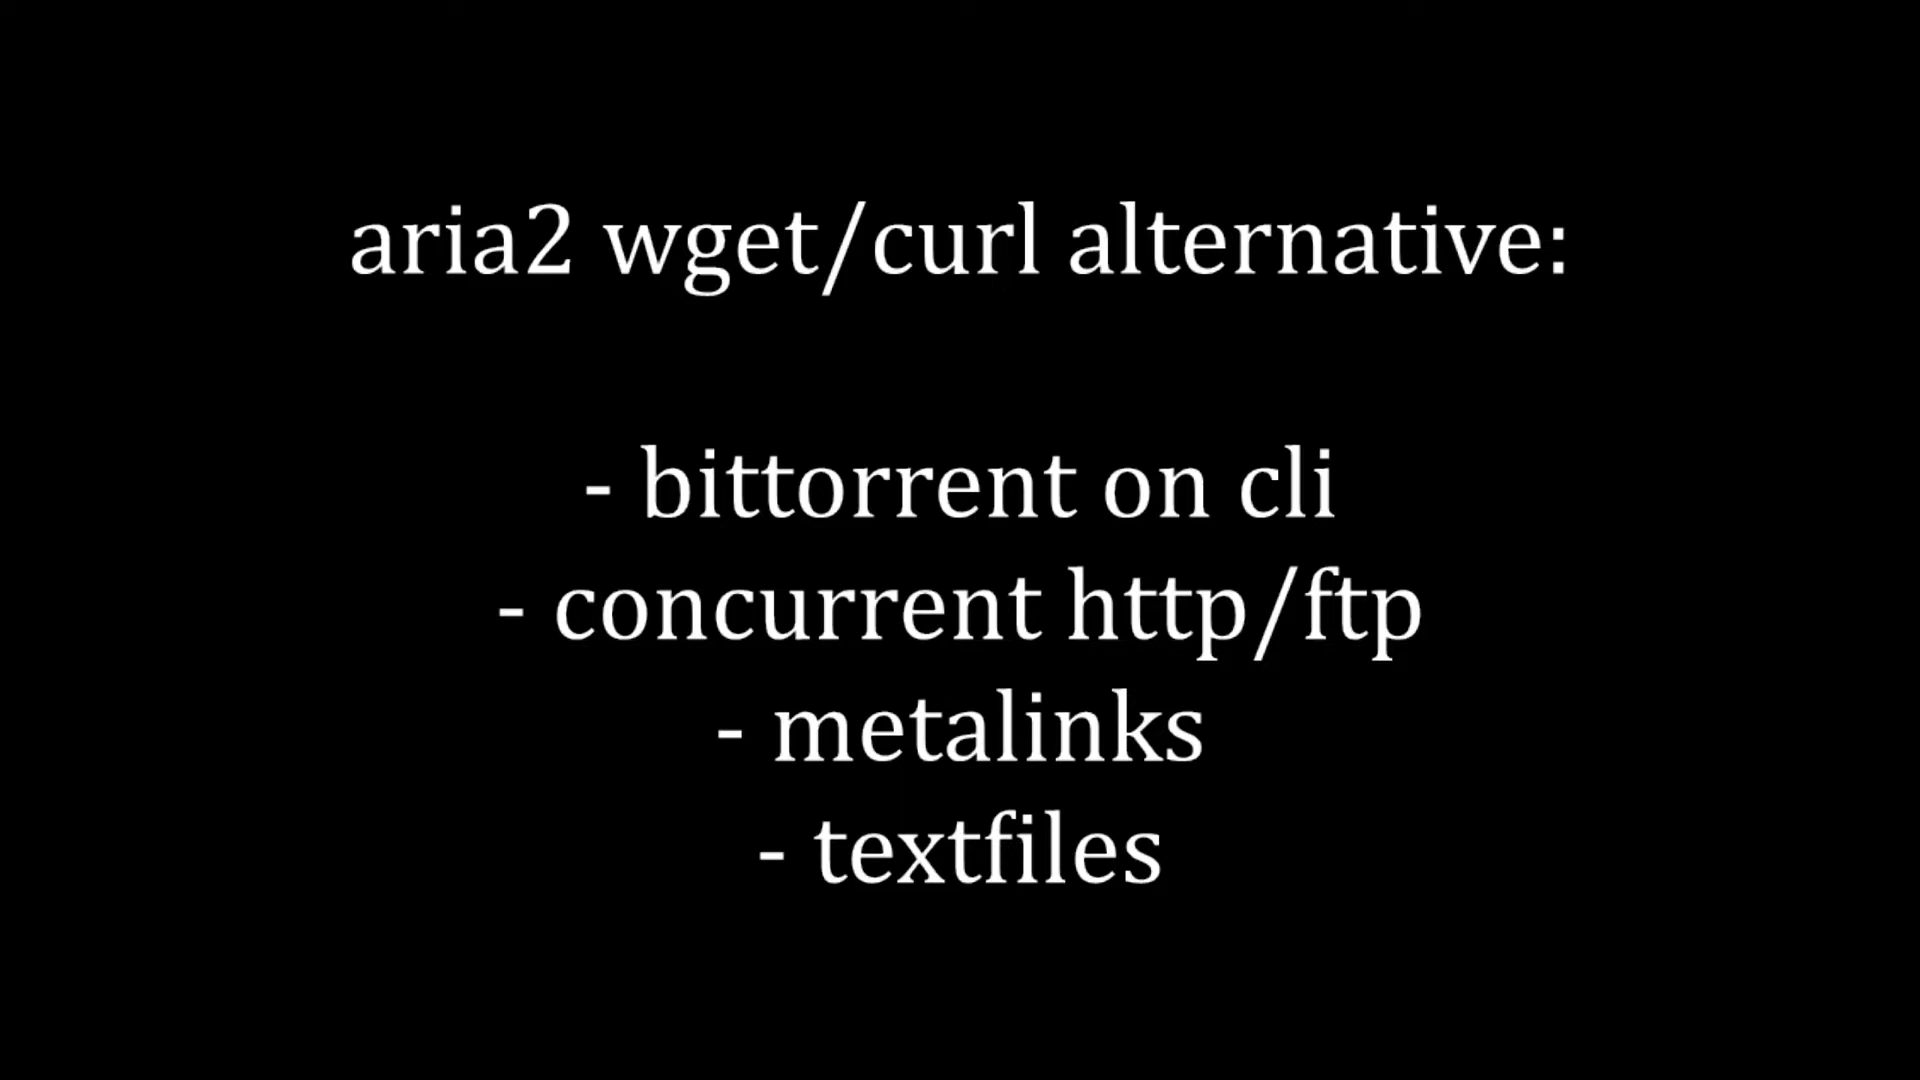 aria2 wget/curl alternative:
- bittorrent on cli
- concurrent http/ftp
- metalinks
- textfiles